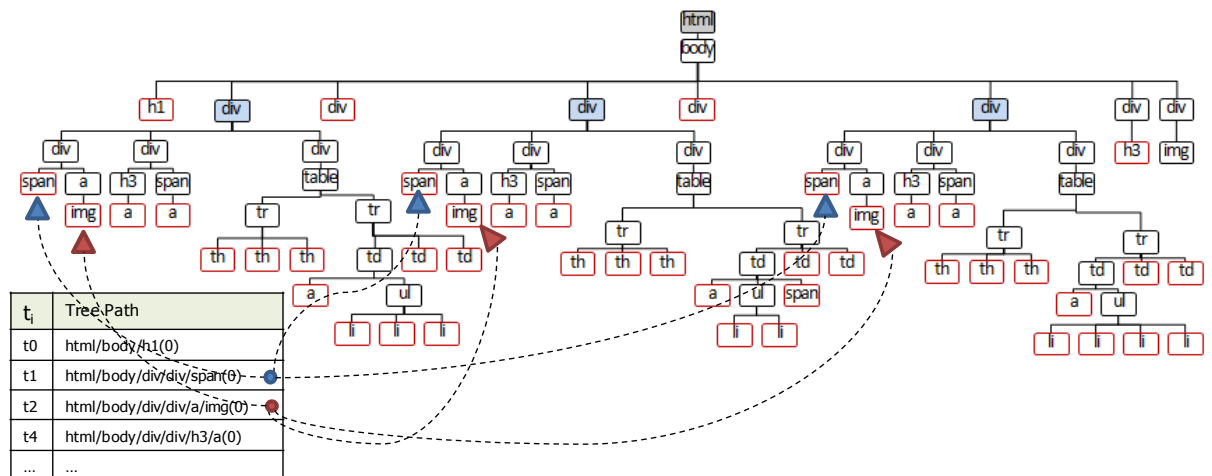 html
body
h1 div div div div div div div
div div div div div div div div div h3 img
span a h3 span table span a h3 span table span a h3 span table
img a a tr tr img a a tr tr img a a tr tr
th th th td td td th th th td td td th th th td td td
a ul a ul span a ul
li li li li li li li li li
t<sub>i</sub> Tree Path
t0 html/body/h1(0)
t1 html/body/div/div/span(0)
t2 html/body/div/div/a/img(0)
t4 html/body/div/div/h3/a(0)
... ...